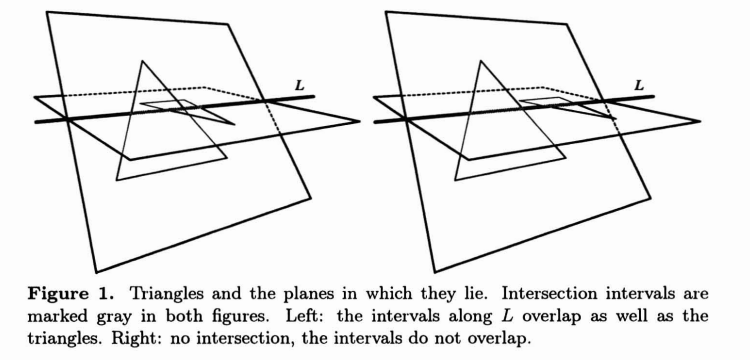 L
L
Figure 1. Triangles and the planes in which they lie. Intersection intervals are
marked gray in both figures. Left: the intervals along L overlap as well as the
triangles. Right: no intersection, the intervals do not overlap.